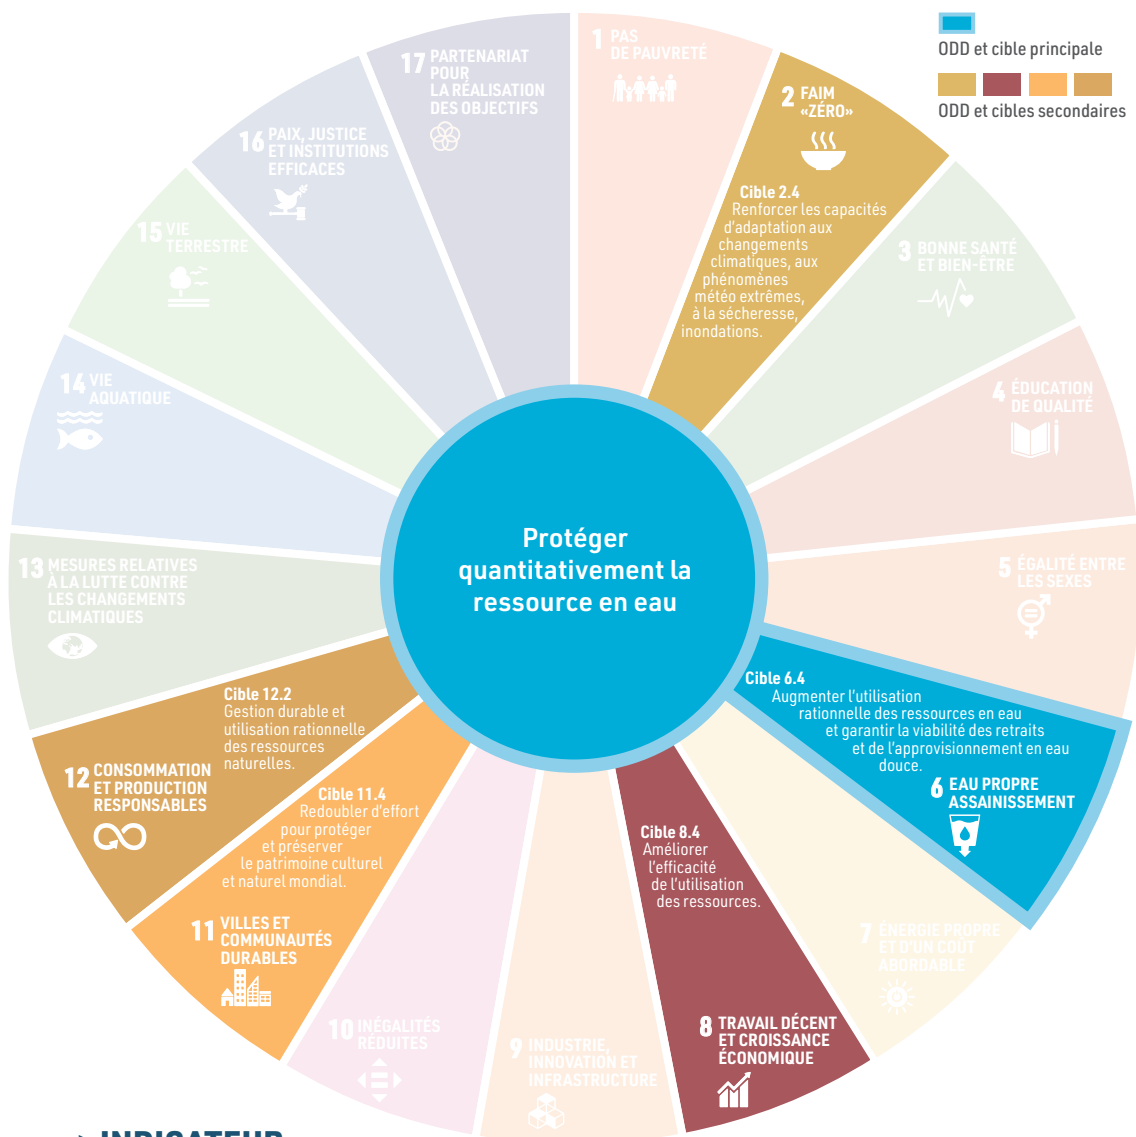 ODD et cible principale
ODD et cibles secondaires
1 PAS
DE PAUVRETÉ
2 FAIM
«ZÉRO»
Cible 2.4
Renforcer les capacités
d'adaptation aux
changements
climatiques, aux
phénomènes
météo extrêmes,
à la sécheresse,
inondations.
3 BONNE SANTÉ
ET BIEN-ÊTRE
4 ÉDUCATION
DE QUALITÉ
5 ÉGALITÉ ENTRE
LES SEXES
Cible 6.4
Augmenter l'utilisation
rationnelle des ressources en eau
et garantir la viabilité des retraits
et de l'approvisionnement en eau
douce.
6 EAU PROPRE
ASSAINISSEMENT
7 ÉNERGIE PROPRE
ET D'UN COÛT
ABORDABLE
Cible 8.4
Améliorer
l'efficacité
de l'utilisation
des ressources.
8 TRAVAIL DÉCENT
ET CROISSANCE
ÉCONOMIQUE
9 INDUSTRIE,
INNOVATION ET
INFRASTRUCTURE
10 INÉGALITÉS
RÉDUITES
Cible 11.4
Redoubler d'effort
pour protéger
et préserver
le patrimoine culturel
et naturel mondial.
11 VILLES ET
COMMUNAUTÉS
DURABLES
Cible 12.2
Gestion durable et
utilisation rationnelle
des ressources
naturelles.
12 CONSOMMATION
ET PRODUCTION
RESPONSABLES
13 MESURES RELATIVES
À LA LUTTE CONTRE
LES CHANGEMENTS
CLIMATIQUES
14 VIE
AQUATIQUE
15 VIE
TERRESTRE
16 PAIX, JUSTICE
ET INSTITUTIONS
EFFICACES
17 PARTENARIAT
POUR
LA RÉALISATION
DES OBJECTIFS
Protéger
quantitativement la
ressource en eau
INDICATEUR